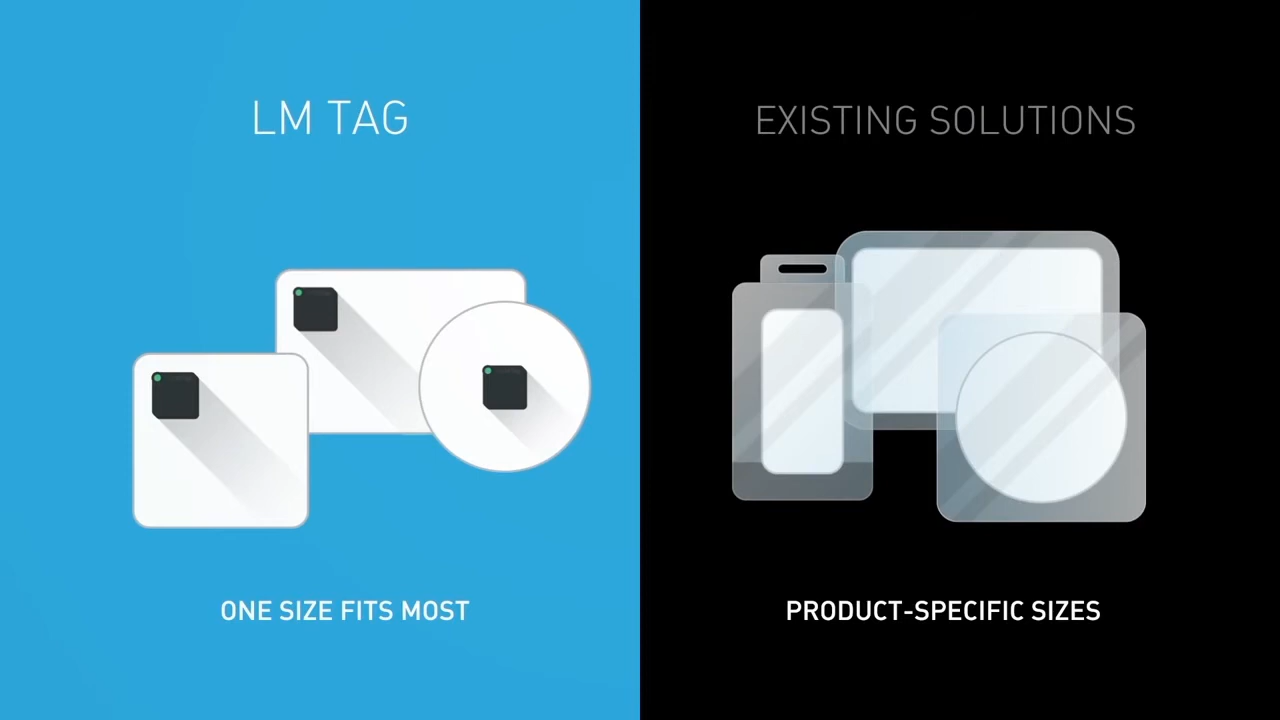 LM TAG
EXISTING SOLUTIONS
ONE SIZE FITS MOST
PRODUCT-SPECIFIC SIZES